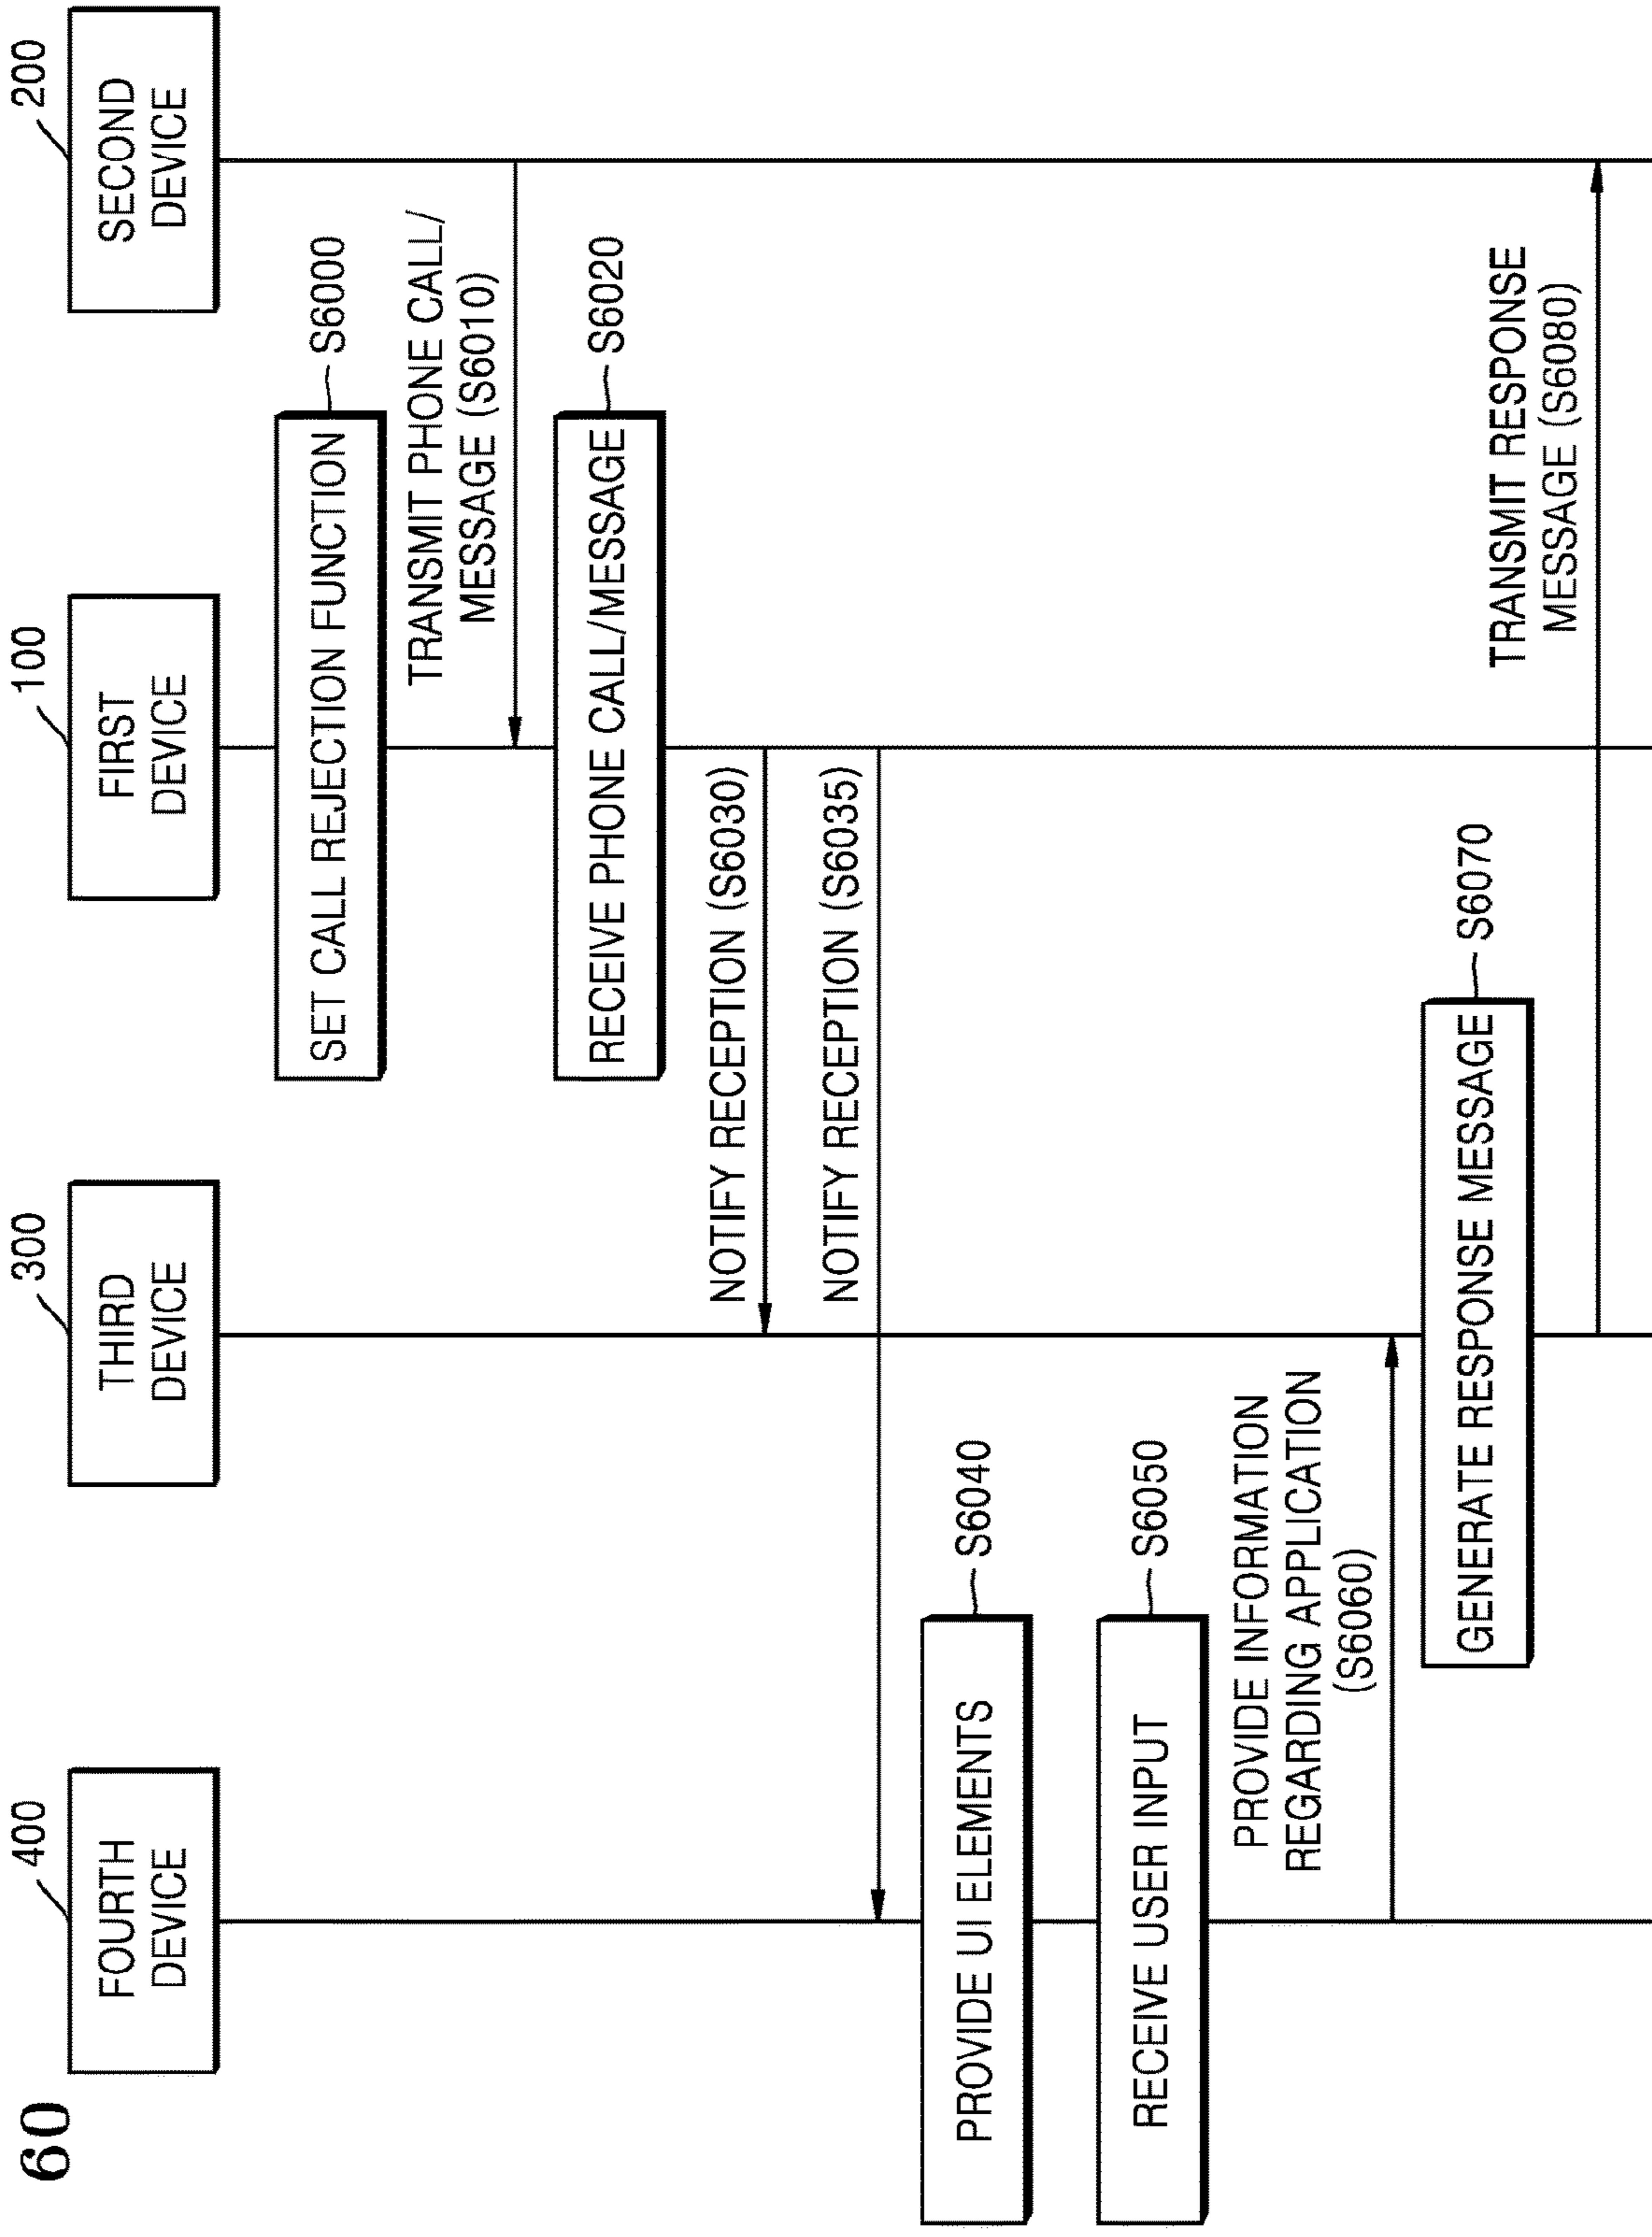 60
400
FOURTH
DEVICE
300
THIRD
DEVICE
100
FIRST
DEVICE
200
SECOND
DEVICE
SET CALL REJECTION FUNCTION
S6000
TRANSMIT PHONE CALL/
MESSAGE (S6010)
RECEIVE PHONE CALL/MESSAGE
S6020
NOTIFY RECEPTION (S6030)
NOTIFY RECEPTION (S6035)
PROVIDE UI ELEMENTS
S6040
RECEIVE USER INPUT
S6050
PROVIDE INFORMATION
REGARDING APPLICATION
(S6060)
GENERATE RESPONSE MESSAGE
S6070
TRANSMIT RESPONSE
MESSAGE (S6080)